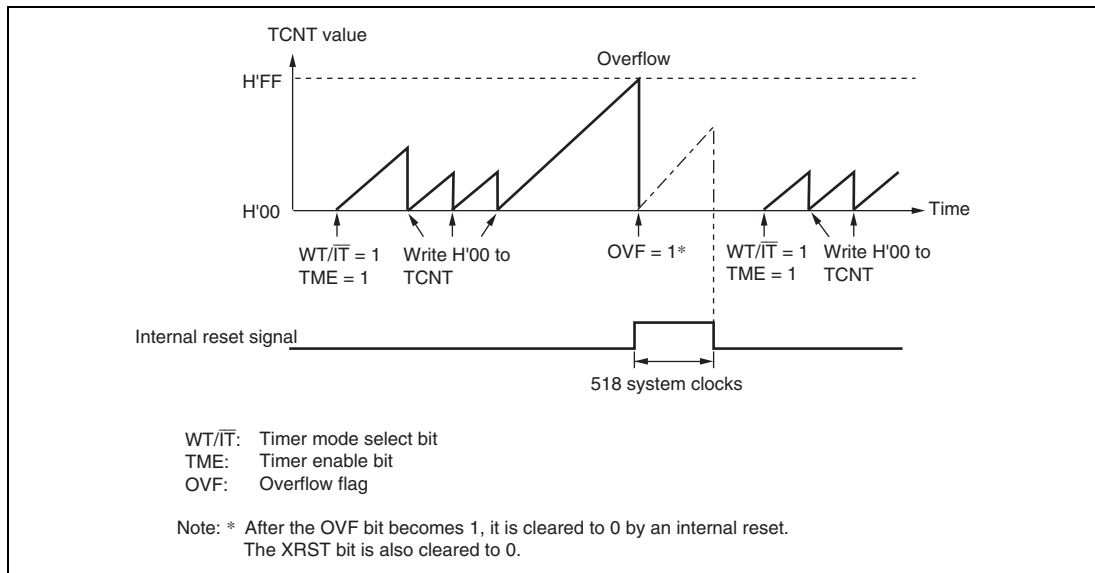 TCNT value
Overflow
H'FF
H'00
Time
WT/I̅T̅ = 1
TME = 1
Write H'00 to
TCNT
OVF = 1*
WT/I̅T̅ = 1
TME = 1
Write H'00 to
TCNT
Internal reset signal
518 system clocks
WT/I̅T̅: Timer mode select bit
TME: Timer enable bit
OVF: Overflow flag
Note: * After the OVF bit becomes 1, it is cleared to 0 by an internal reset.
The XRST bit is also cleared to 0.